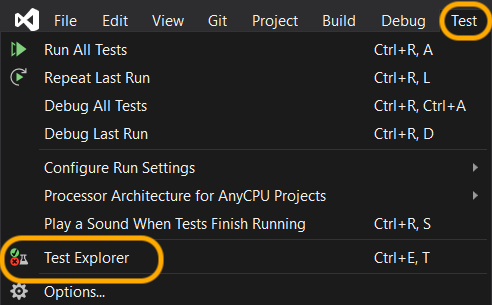 File Edit View Git Project Build Debug Test
Run All Tests Ctrl+R, A
Repeat Last Run Ctrl+R, L
Debug All Tests Ctrl+R, Ctrl+A
Debug Last Run Ctrl+R, D
Configure Run Settings
Processor Architecture for AnyCPU Projects
Play a Sound When Tests Finish Running Ctrl+R, S
Test Explorer Ctrl+E, T
Options...